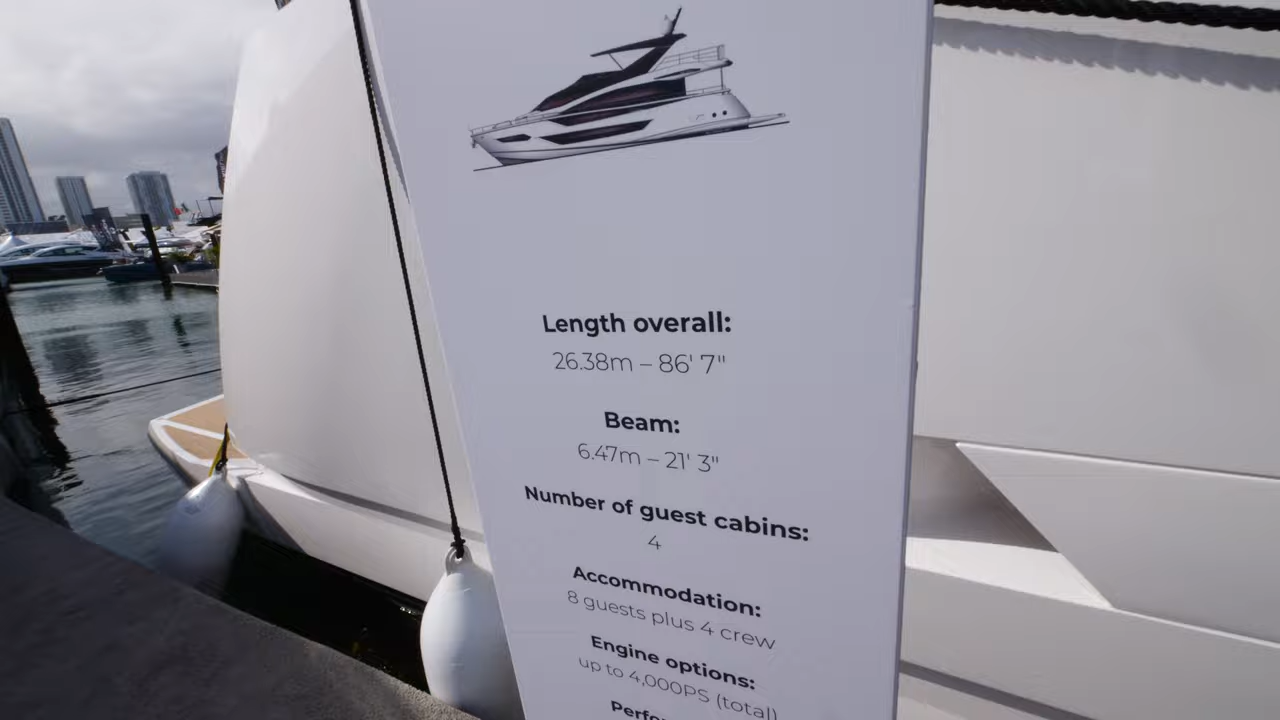 Length overall:
26.38m – 86' 7"
Beam:
6.47m – 21' 3"
Number of guest cabins:
4
Accommodation:
8 guests plus 4 crew
Engine options:
up to 4,000PS (total)